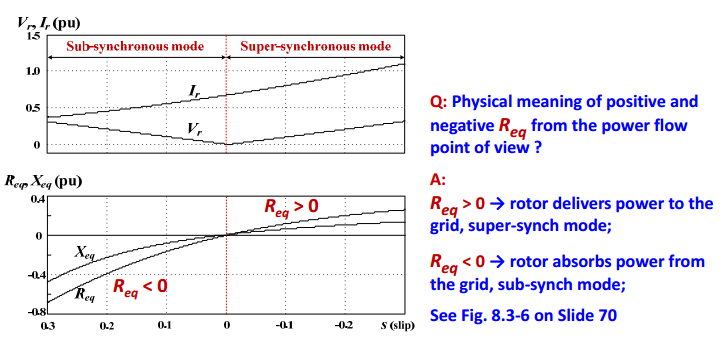 Vr, Ir (pu)
15
Sub-synchronous mode
Super-synchronous mode
1.0
Ir
0.5
Vr
0
Req, Xeq (pu)
0.4
Req > 0
0
Xeq
-0.4
Req
Req < 0
-0.8
0.3 0.2 0.1 0 -0.1 -0.2 S (slip)
Q: Physical meaning of positive and
negative Req from the power flow
point of view ?
A:
Req > 0 → rotor delivers power to the
grid, super-synch mode;
Req < 0 → rotor absorbs power from
the grid, sub-synch mode;
See Fig. 8.3-6 on Slide 70